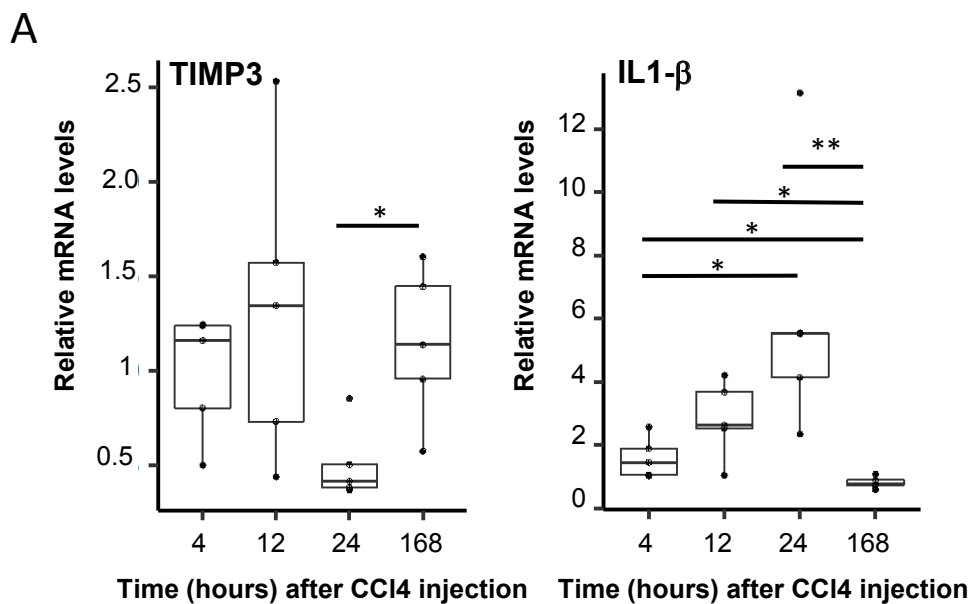 A
TIMP3
Relative mRNA levels
2.5
2.0
1.5
1
0.5
*
4 12 24 168
Time (hours) after CCl4 injection
IL1-β
Relative mRNA levels
12
10
8
6
4
2
0
**
*
*
*
4 12 24 168
Time (hours) after CCl4 injection